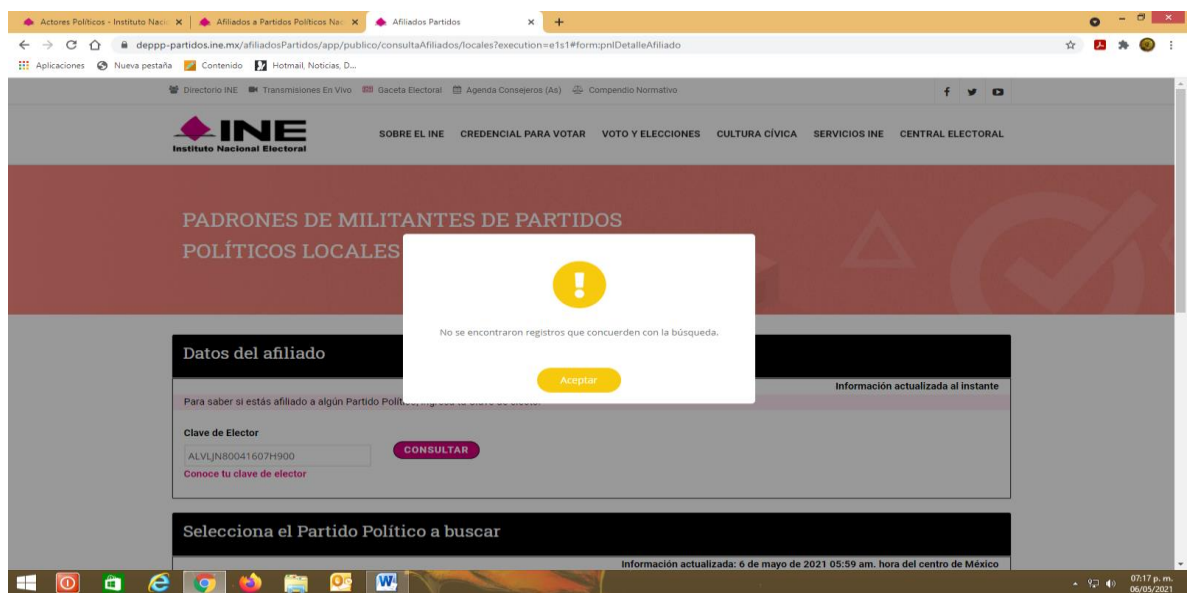 Actores Políticos - Instituto Nacio
Afiliados a Partidos Políticos Nac
Afiliados Partidos
deppp-partidos.ine.mx/afiliadosPartidos/app/publico/consultaAfiliados/locales?execution=e1s1#form:pnlDetalleAfiliado
Aplicaciones Nueva pestaña Contenido Hotmail, Noticias, D...
Directorio INE Transmisiones En Vivo Gaceta Electoral Agenda Consejeros (As) Compendio Normativo
INE
Instituto Nacional Electoral
SOBRE EL INE CREDENCIAL PARA VOTAR VOTO Y ELECCIONES CULTURA CÍVICA SERVICIOS INE CENTRAL ELECTORAL
PADRONES DE MILITANTES DE PARTIDOS
POLÍTICOS LOCALES
No se encontraron registros que concuerden con la búsqueda.
Aceptar
Datos del afiliado
Información actualizada al instante
Para saber si estás afiliado a algún Partido
Clave de Elector
ALVLJN80041607H900
CONSULTAR
Conoce tu clave de elector
Selecciona el Partido Político a buscar
Información actualizada: 6 de mayo de 2021 05:59 am. hora del centro de México
07:17 p. m.
06/05/2021